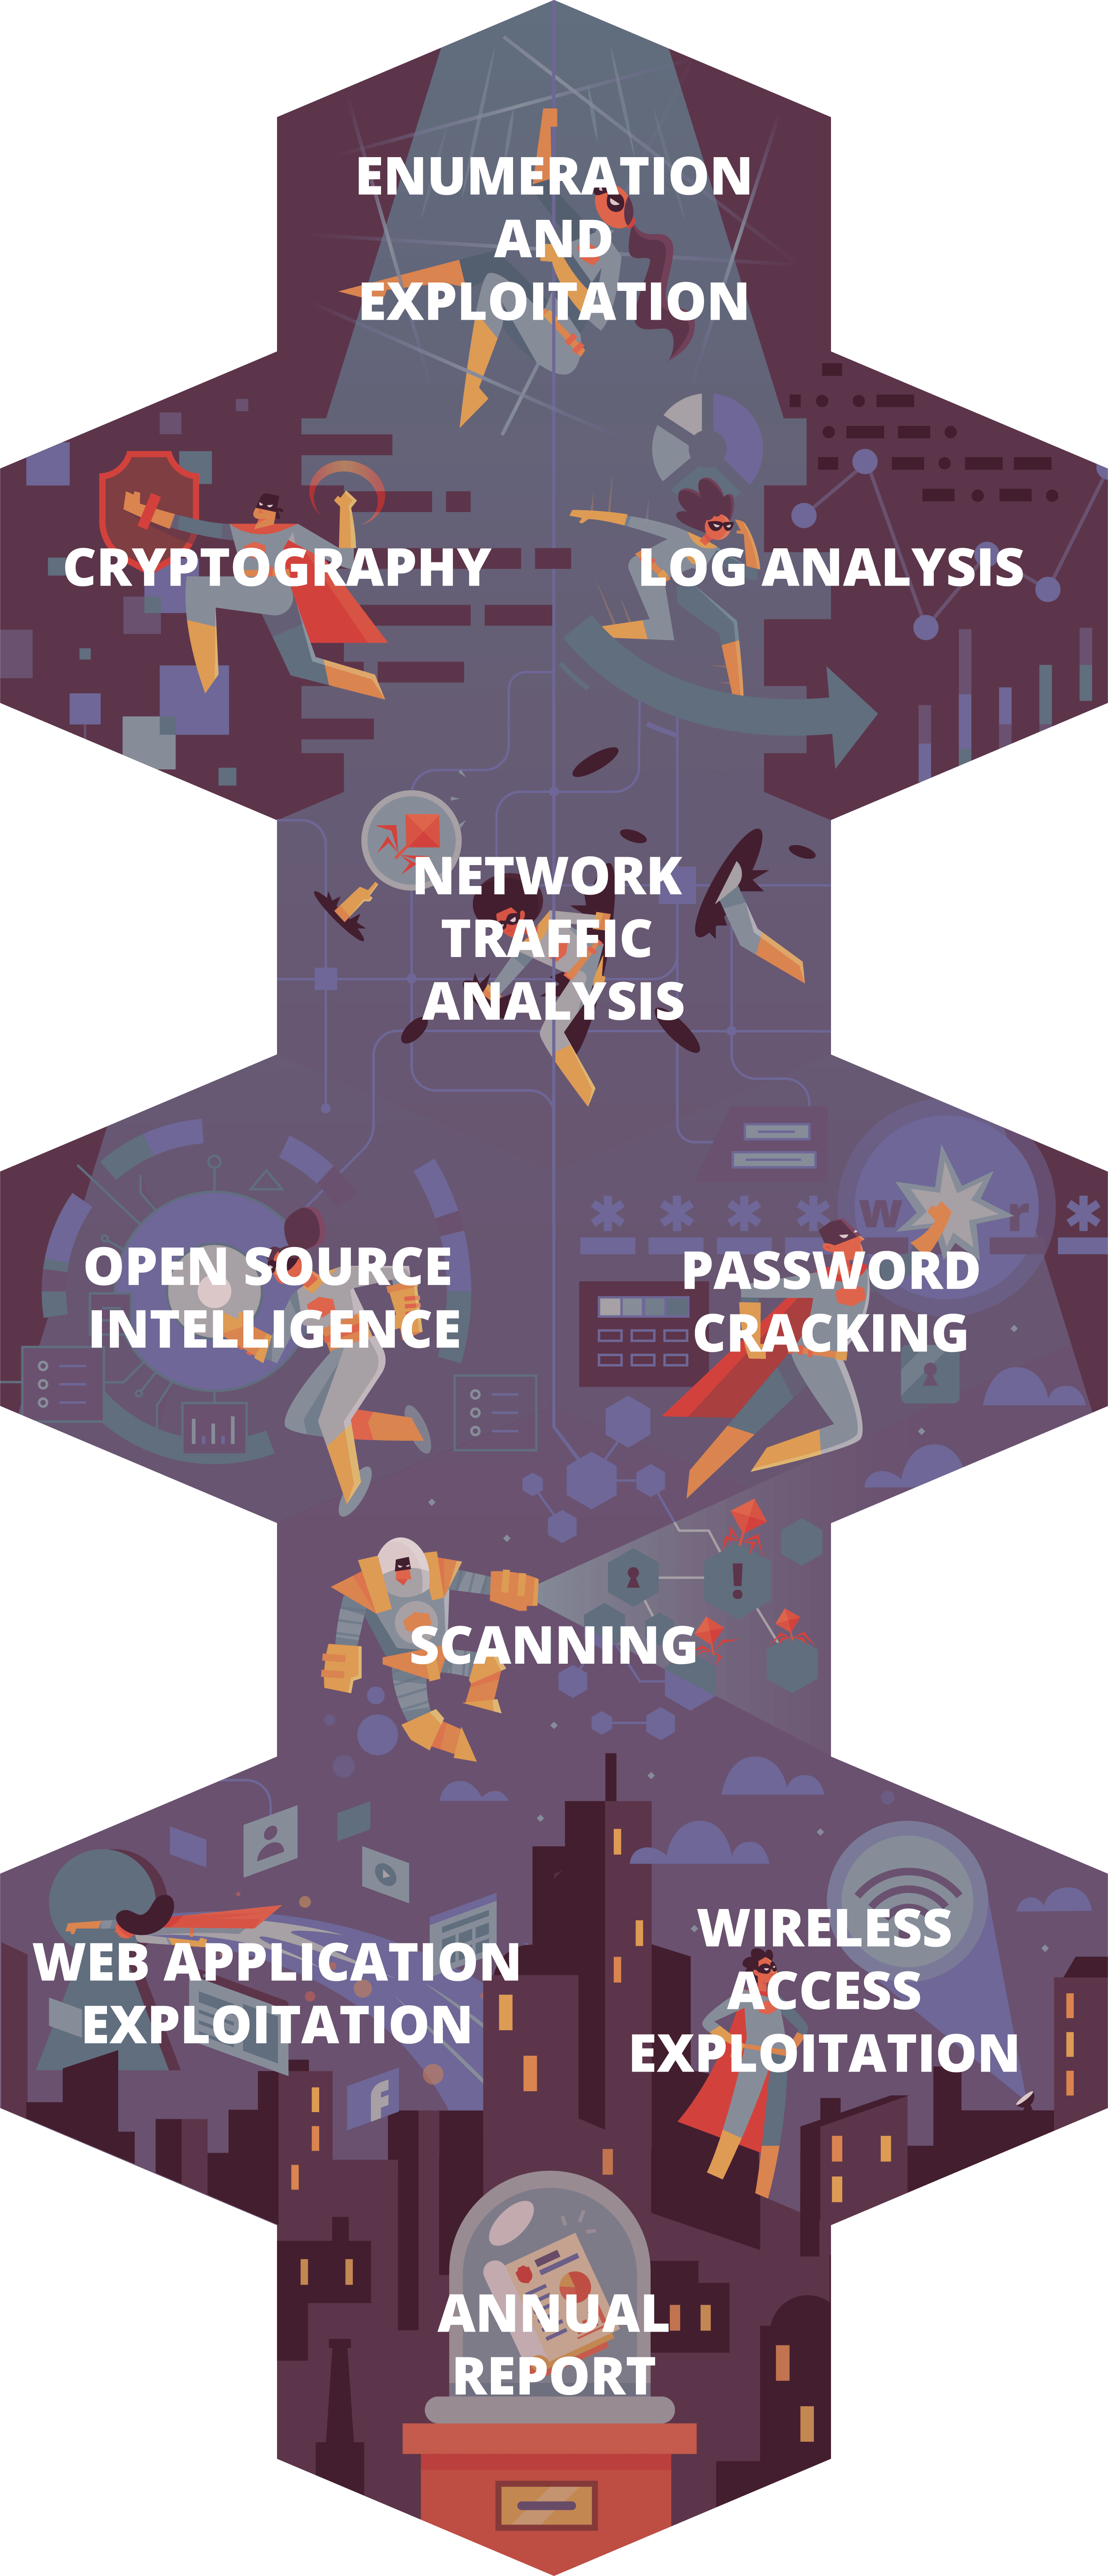 ENUMERATION
AND
EXPLOITATION
CRYPTOGRAPHY
LOG ANALYSIS
NETWORK
TRAFFIC
ANALYSIS
OPEN SOURCE
INTELLIGENCE
* * * * w r *
PASSWORD
CRACKING
!
SCANNING
WEB APPLICATION
EXPLOITATION
f
WIRELESS
ACCESS
EXPLOITATION
ANNUAL
REPORT